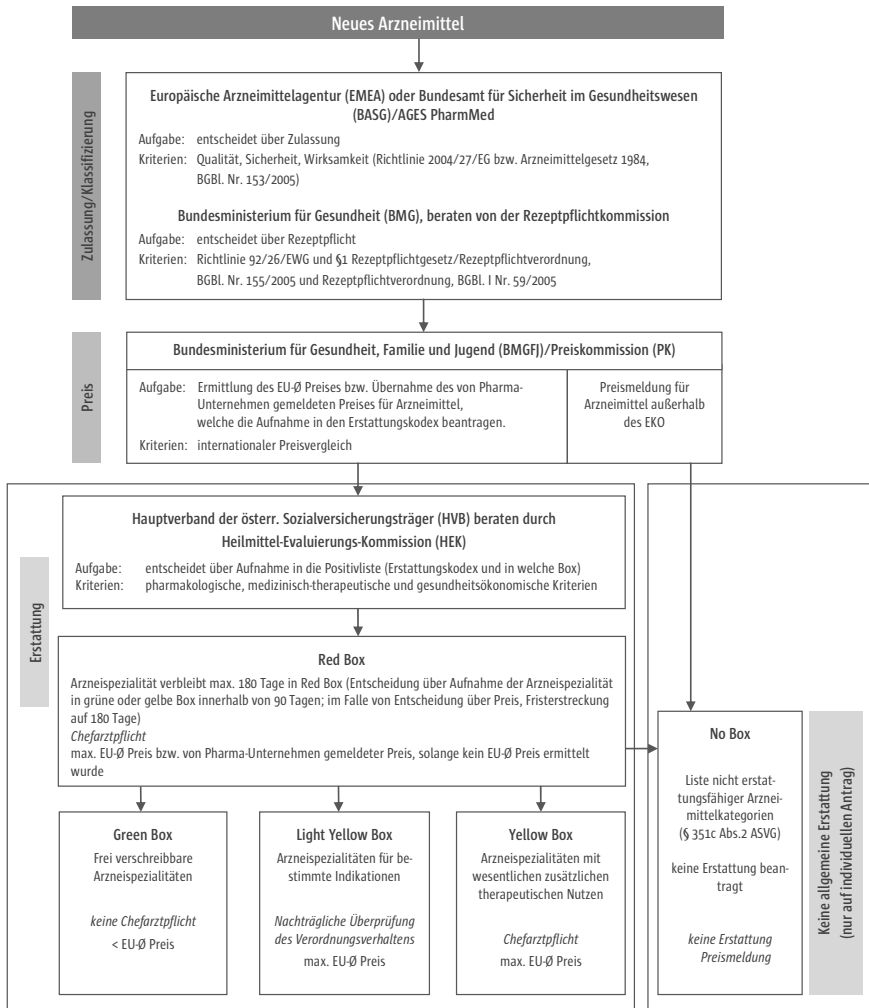 Neues Arzneimittel
Zulassung/Klassifizierung
Europäische Arzneimittelagentur (EMEA) oder Bundesamt für Sicherheit im Gesundheitswesen
(BASG)/AGES PharmMed
Aufgabe: entscheidet über Zulassung
Kriterien: Qualität, Sicherheit, Wirksamkeit (Richtlinie 2004/27/EG bzw. Arzneimittelgesetz 1984,
BGBl. Nr. 153/2005)
Bundesministerium für Gesundheit (BMG), beraten von der Rezeptpflichtkommission
Aufgabe: entscheidet über Rezeptpflicht
Kriterien: Richtlinie 92/26/EWG und §1 Rezeptpflichtgesetz/Rezeptpflichtverordnung,
BGBl. Nr. 155/2005 und Rezeptpflichtverordnung, BGBl. I Nr. 59/2005
Preis
Bundesministerium für Gesundheit, Familie und Jugend (BMGFJ)/Preiskommission (PK)
Aufgabe: Ermittlung des EU-Ø Preises bzw. Übernahme des von Pharma-
Unternehmen gemeldeten Preises für Arzneimittel,
welche die Aufnahme in den Erstattungskodex beantragen.
Kriterien: internationaler Preisvergleich
Preismeldung für
Arzneimittel außerhalb
des EKO
Erstattung
Hauptverband der österr. Sozialversicherungsträger (HVB) beraten durch
Heilmittel-Evaluierungs-Kommission (HEK)
Aufgabe: entscheidet über Aufnahme in die Positivliste (Erstattungskodex und in welche Box)
Kriterien: pharmakologische, medizinisch-therapeutische und gesundheitsökonomische Kriterien
Red Box
Arzneispezialität verbleibt max. 180 Tage in Red Box (Entscheidung über Aufnahme der Arzneispezialität
in grüne oder gelbe Box innerhalb von 90 Tagen; im Falle von Entscheidung über Preis, Fristerstreckung
auf 180 Tage)
Chefarztpflicht
max. EU-Ø Preis bzw. von Pharma-Unternehmen gemeldeter Preis, solange kein EU-Ø Preis ermittelt
wurde
Green Box
Frei verschreibbare
Arzneispezialitäten
keine Chefarztpflicht
< EU-Ø Preis
Light Yellow Box
Arzneispezialitäten für be-
stimmte Indikationen
Nachträgliche Überprüfung
des Verordnungsverhaltens
max. EU-Ø Preis
Yellow Box
Arzneispezialitäten mit
wesentlichen zusätzlichen
therapeutischen Nutzen
Chefarztpflicht
max. EU-Ø Preis
No Box
Liste nicht erstat-
tungsfähiger Arznei-
mittelkategorien
(§ 351c Abs.2 ASVG)
keine Erstattung bean-
tragt
keine Erstattung
Preismeldung
Keine allgemeine Erstattung
(nur auf individuellen Antrag)